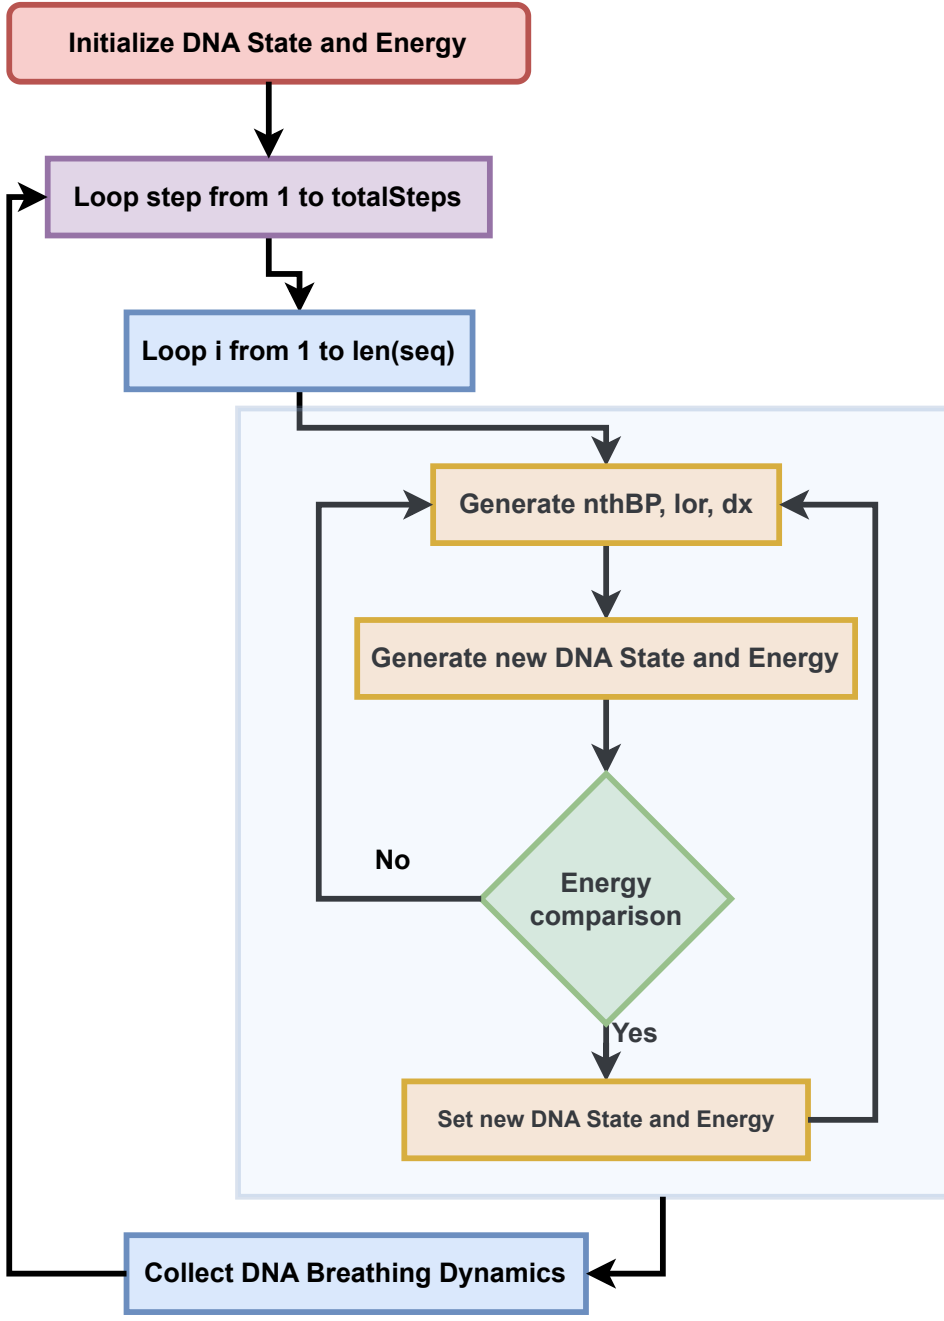 Initialize DNA State and Energy
Loop step from 1 to totalSteps
Loop i from 1 to len(seq)
Generate nthBP, lor, dx
Generate new DNA State and Energy
No
Energy
comparison
Yes
Set new DNA State and Energy
Collect DNA Breathing Dynamics